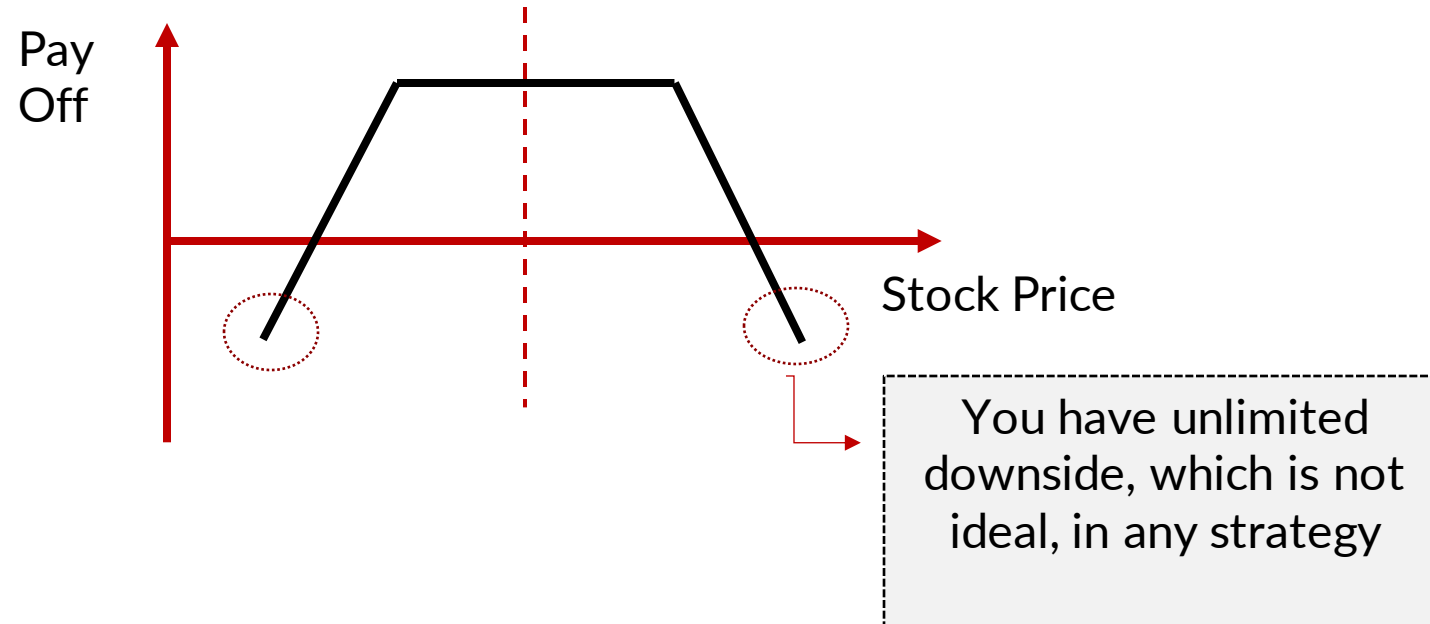 Pay
Off
Stock Price
You have unlimited
downside, which is not
ideal, in any strategy